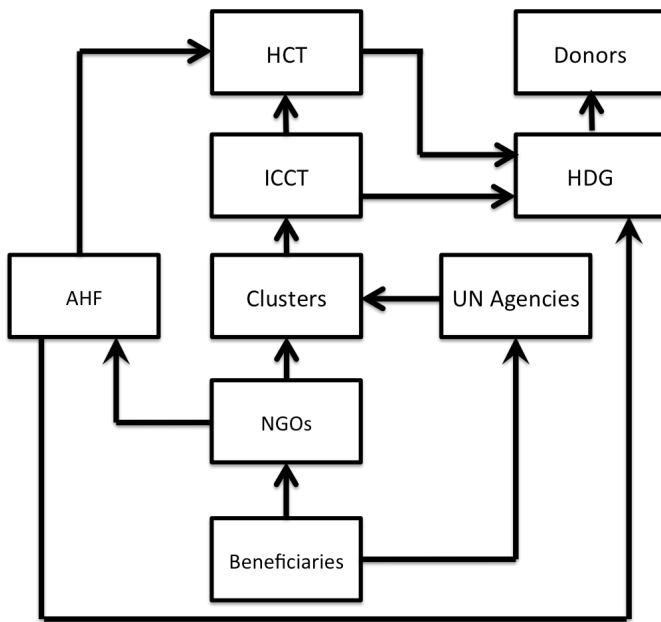 HCT
Donors
ICCT
HDG
AHF
Clusters
UN Agencies
NGOs
Beneficiaries